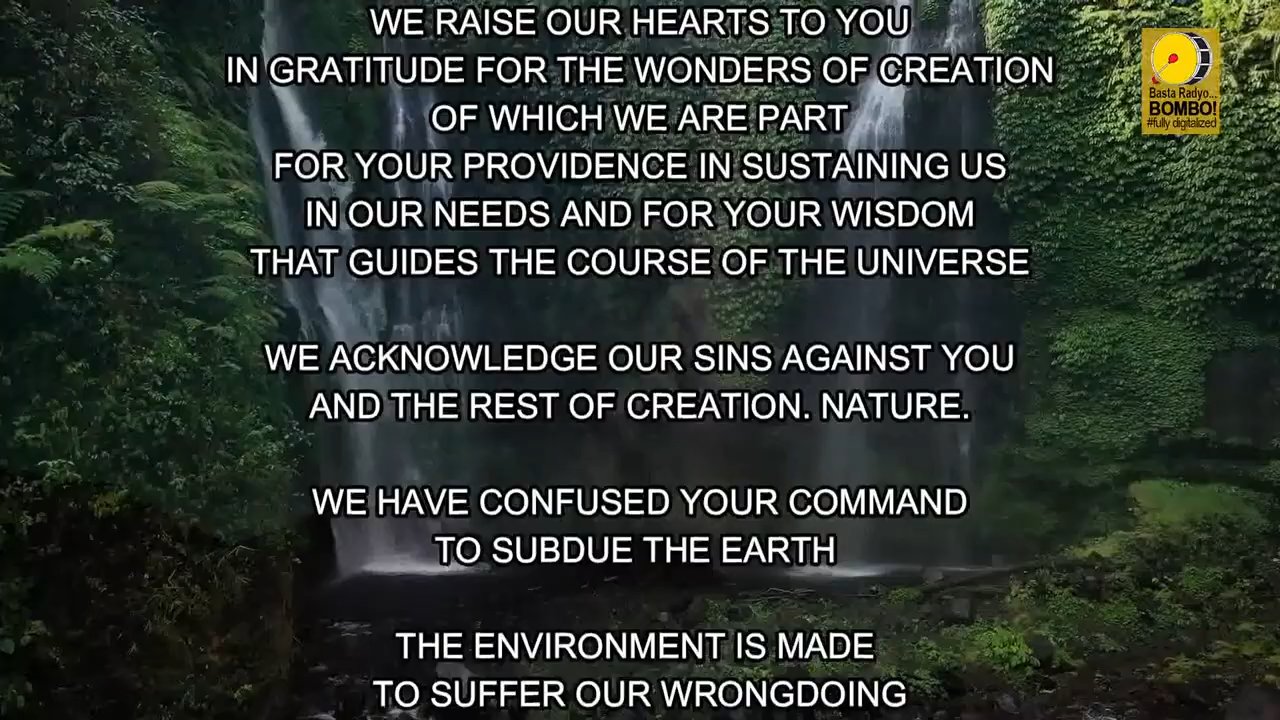 WE RAISE OUR HEARTS TO YOU
IN GRATITUDE FOR THE WONDERS OF CREATION
OF WHICH WE ARE PART
FOR YOUR PROVIDENCE IN SUSTAINING US
IN OUR NEEDS AND FOR YOUR WISDOM
THAT GUIDES THE COURSE OF THE UNIVERSE
WE ACKNOWLEDGE OUR SINS AGAINST YOU
AND THE REST OF CREATION. NATURE.
WE HAVE CONFUSED YOUR COMMAND
TO SUBDUE THE EARTH
THE ENVIRONMENT IS MADE
TO SUFFER OUR WRONGDOING
Basta Radyo...
BOMBO!
#fully digitalized